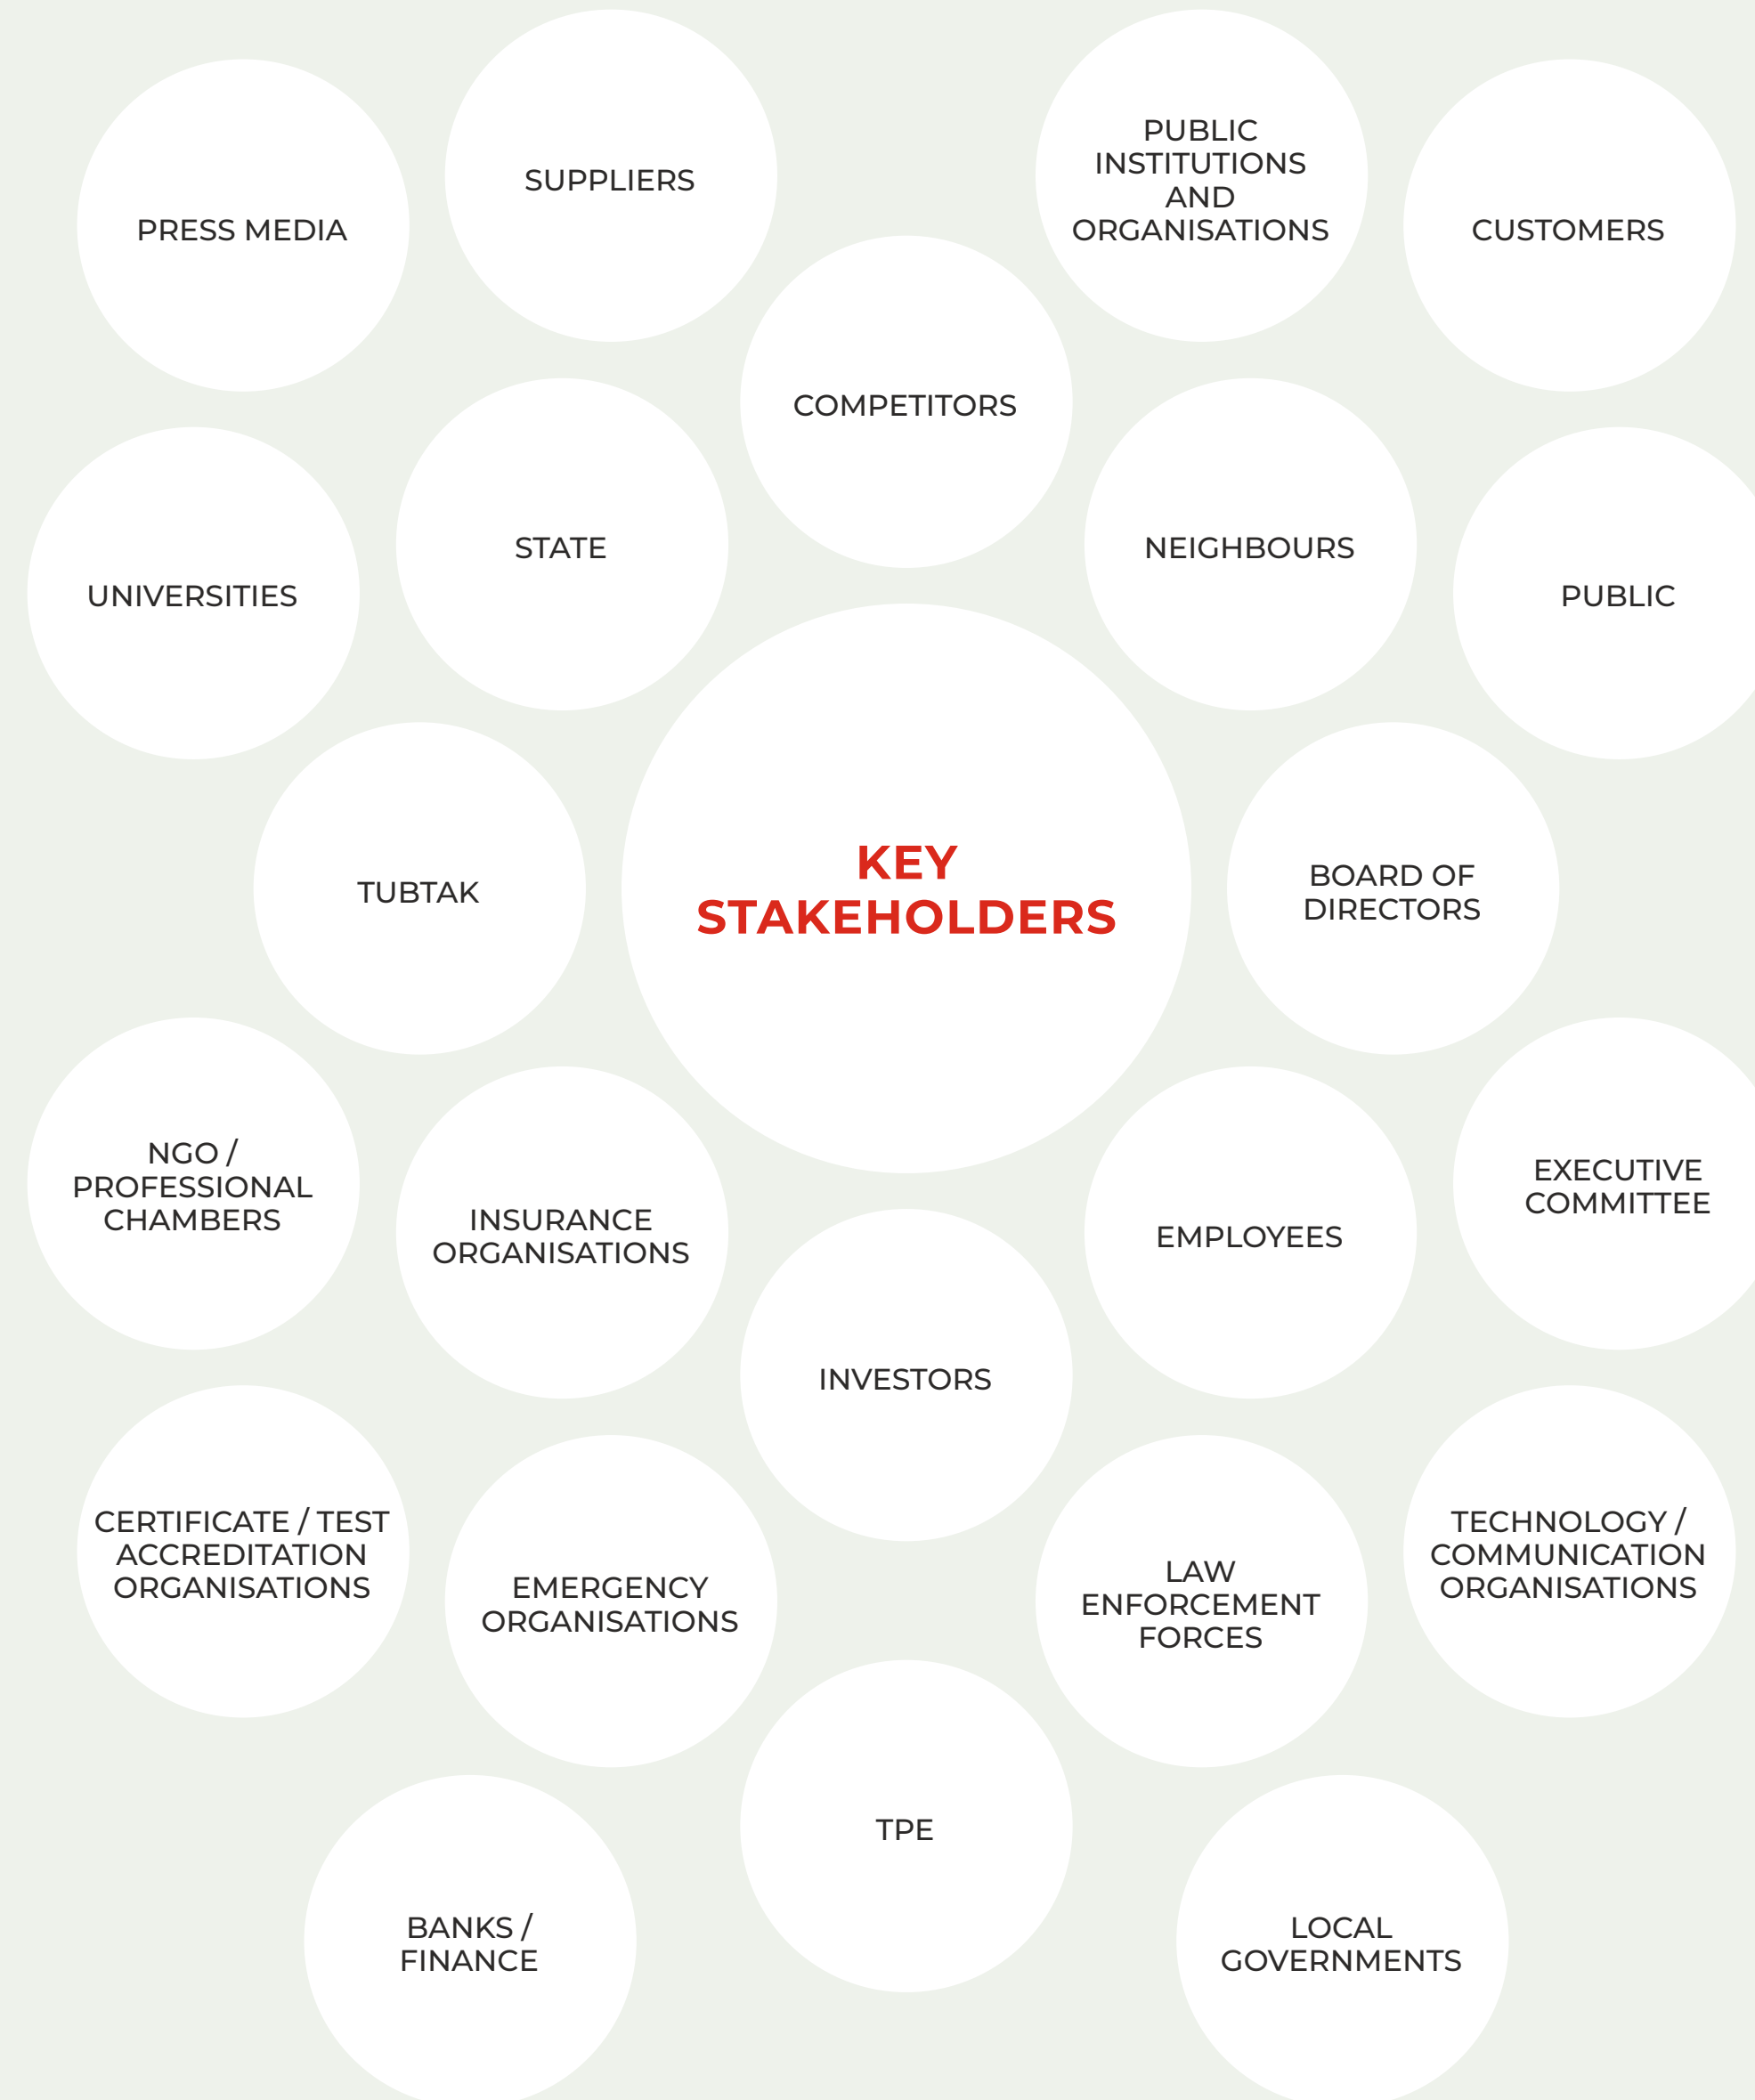 PRESS MEDIA
SUPPLIERS
PUBLIC
INSTITUTIONS
AND
ORGANISATIONS
CUSTOMERS
COMPETITORS
UNIVERSITIES
STATE
NEIGHBOURS
PUBLIC
TUBTAK
KEY
STAKEHOLDERS
BOARD OF
DIRECTORS
NGO /
PROFESSIONAL
CHAMBERS
INSURANCE
ORGANISATIONS
EMPLOYEES
EXECUTIVE
COMMITTEE
INVESTORS
CERTIFICATE / TEST
ACCREDITATION
ORGANISATIONS
EMERGENCY
ORGANISATIONS
LAW
ENFORCEMENT
FORCES
TECHNOLOGY /
COMMUNICATION
ORGANISATIONS
TPE
BANKS /
FINANCE
LOCAL
GOVERNMENTS